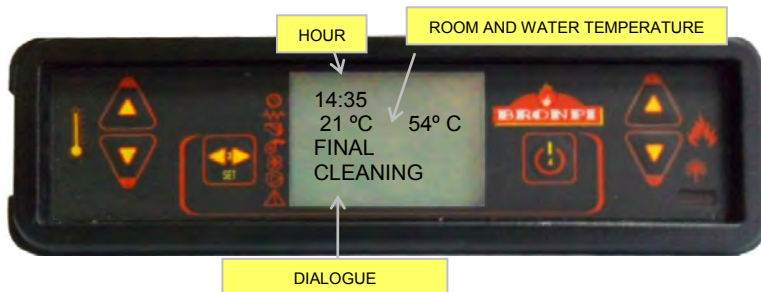 HOUR
ROOM AND WATER TEMPERATURE
14:35
21 ºC 54º C
FINAL
CLEANING
BRONPI
SET
DIALOGUE